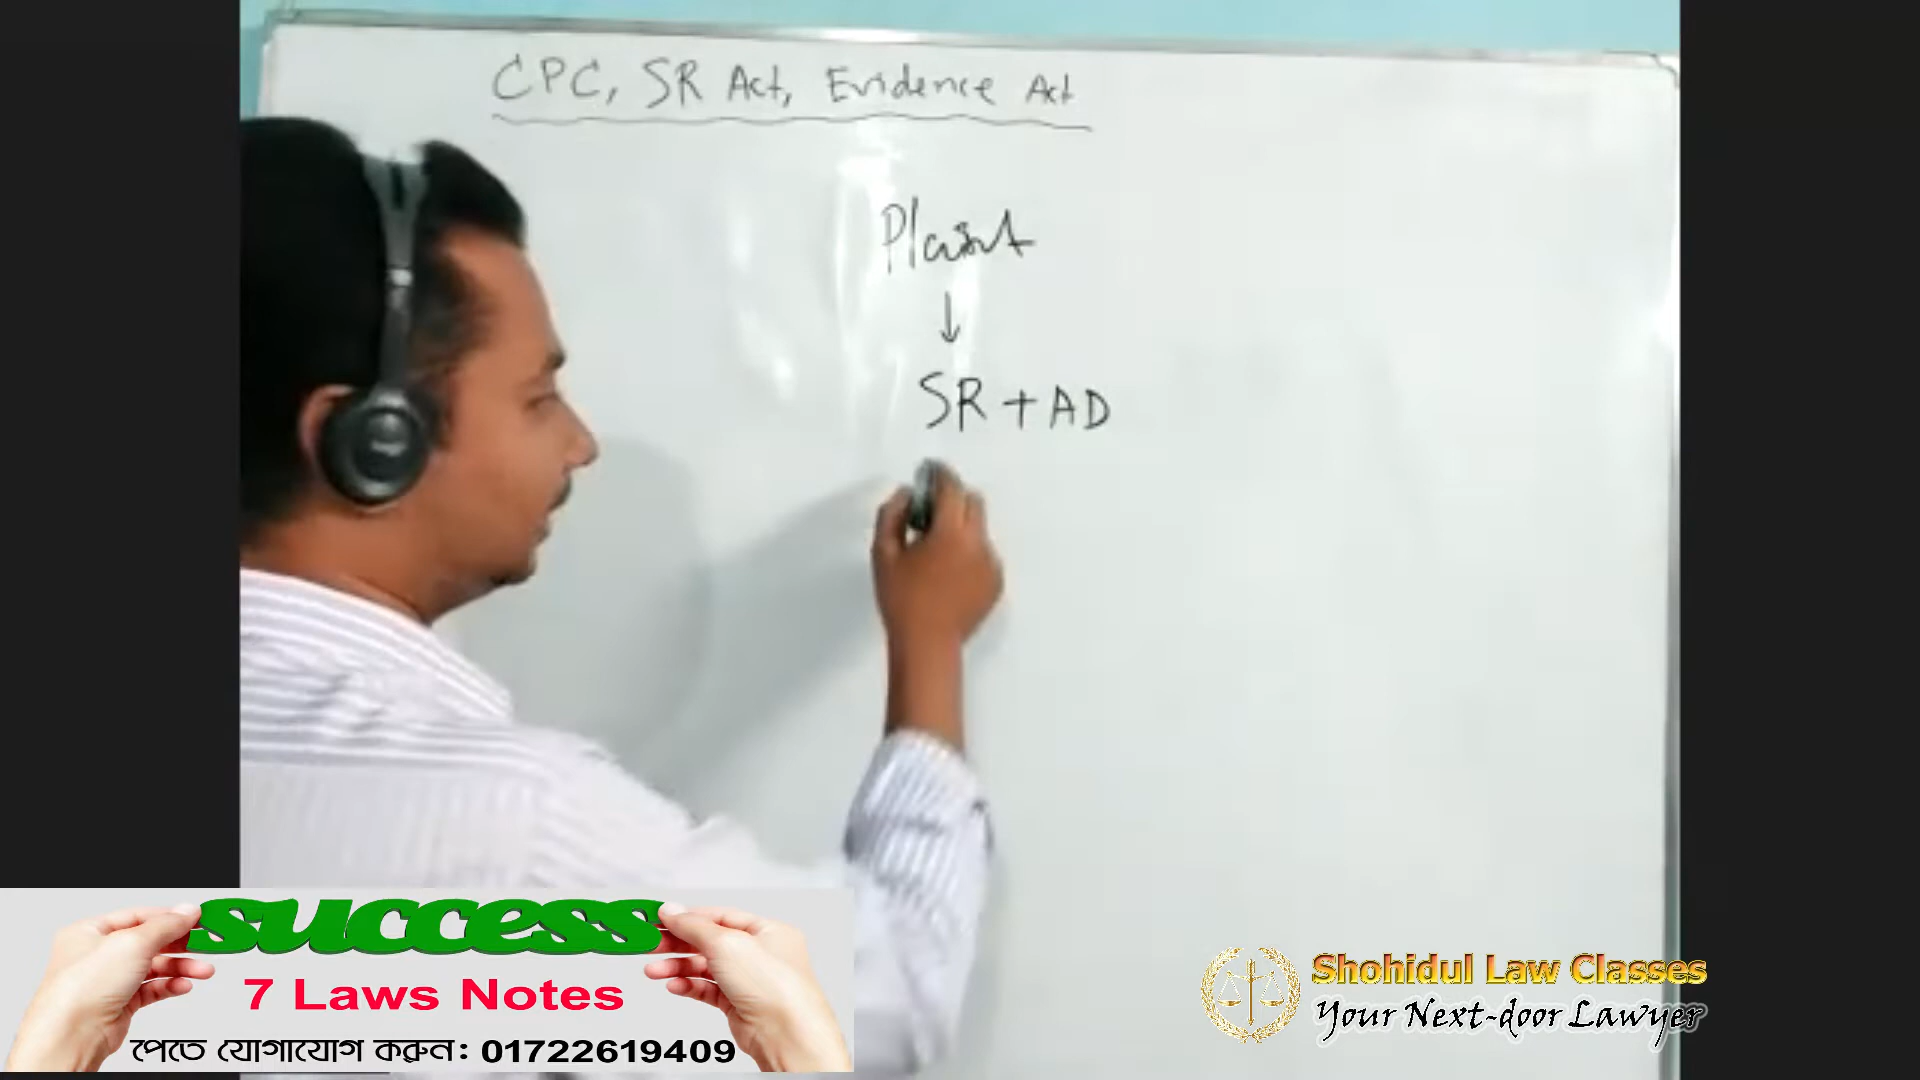 CPC, SR Act, Evidence Act
Plaint
↓
SR + AD
success
7 Laws Notes
পেতে যোগাযোগ করুন: 01722619409
Shohidul Law Classes
Your Next-door Lawyer